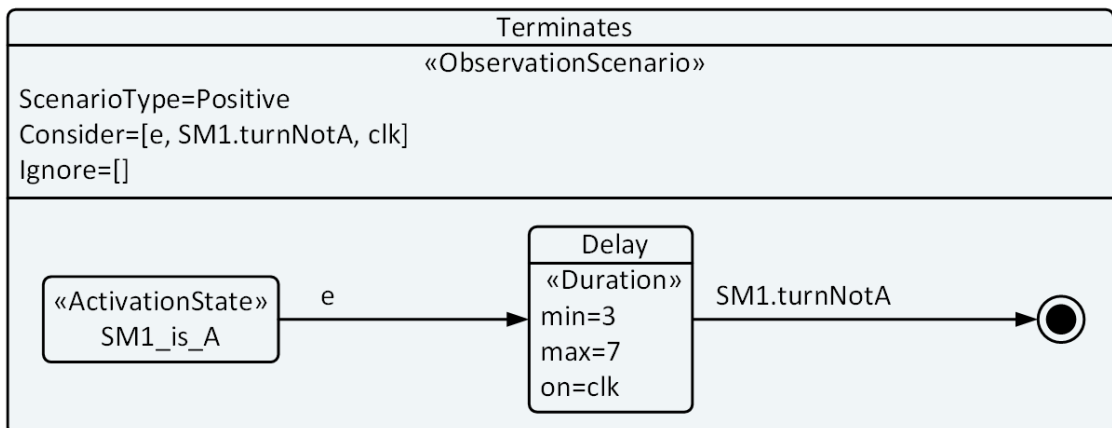 Terminates
«ObservationScenario»
ScenarioType=Positive
Consider=[e, SM1.turnNotA, clk]
Ignore=[]
«ActivationState»
SM1_is_A
e
Delay
«Duration»
min=3
max=7
on=clk
SM1.turnNotA